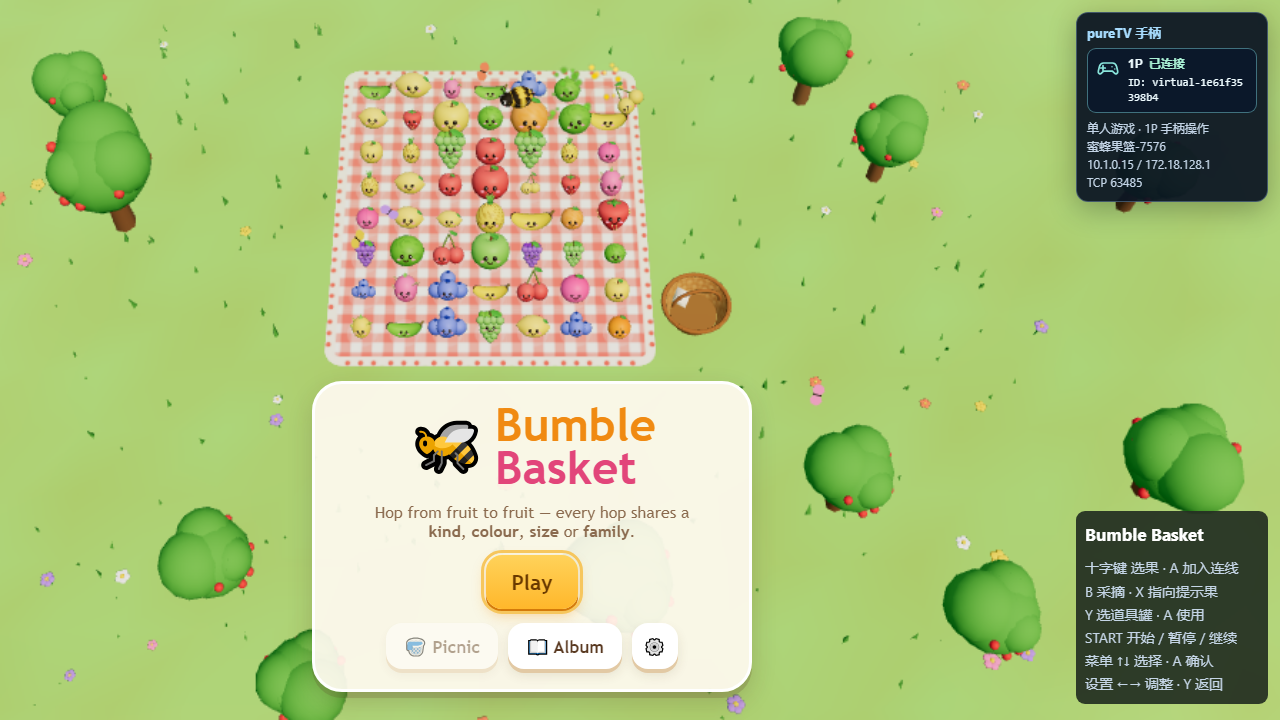 pureTV 手柄
1P 已连接
ID: virtual-1e61f35
398b4
单人游戏 · 1P 手柄操作
蜜蜂果篮-7576
10.1.0.15 / 172.18.128.1
TCP 63485
Bumble
Basket
Hop from fruit to fruit — every hop shares a
kind, colour, size or family.
Play
Picnic
Album
Bumble Basket
十字键 选果 · A 加入连线
B 采摘 · X 指向提示果
Y 选道具罐 · A 使用
START 开始 / 暂停 / 继续
菜单 ↑↓ 选择 · A 确认
设置 ←→ 调整 · Y 返回